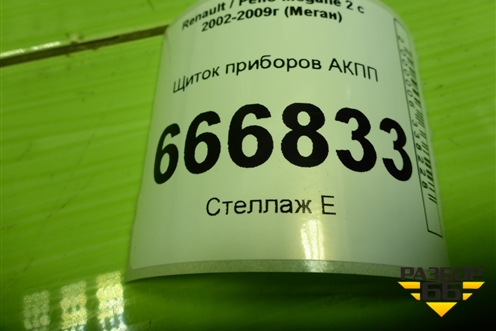 Renault / Рено Megane 2 с
2002-2009г (Меган)
Щиток приборов АКПП
666833
Стеллаж Е
РАЗБОР
66